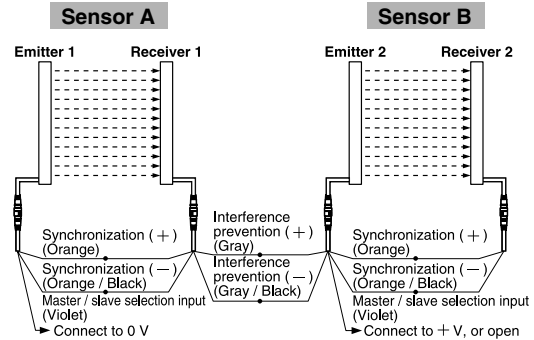 Sensor A
Sensor B
Emitter 1
Receiver 1
Emitter 2
Receiver 2
Synchronization (+)
(Orange)
Synchronization (−)
(Orange / Black)
Master / slave selection input
(Violet)
Connect to 0 V
Interference
prevention (+)
(Gray)
Interference
prevention (−)
(Gray / Black)
Synchronization (+)
(Orange)
Synchronization (−)
(Orange / Black)
Master / slave selection input
(Violet)
Connect to + V, or open